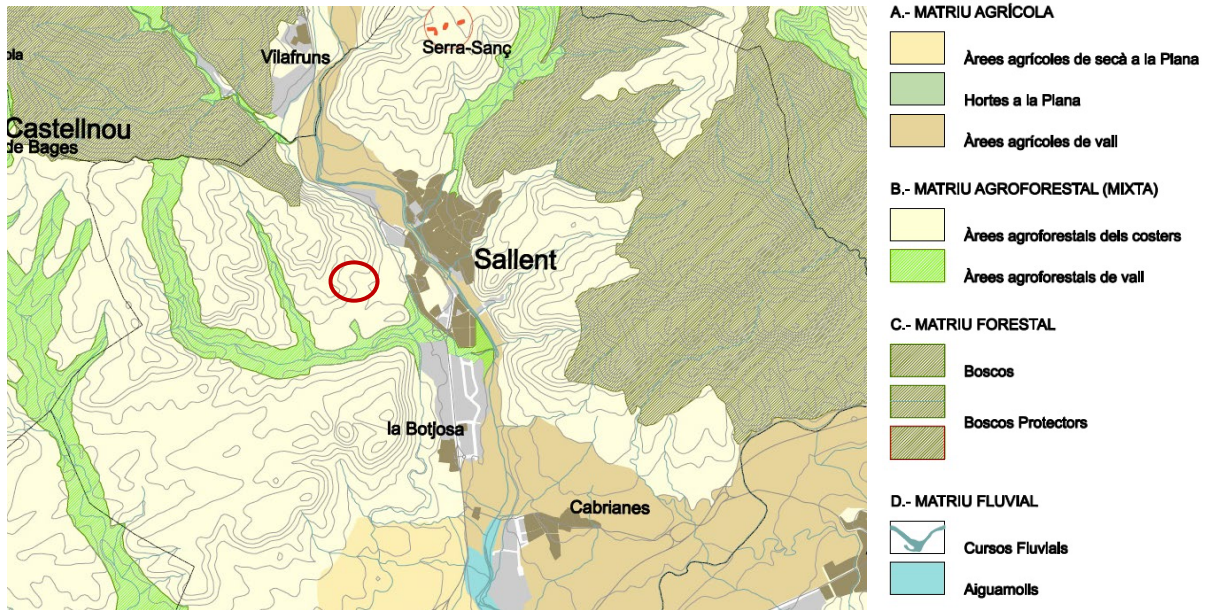 Vilafruns
Serra-Sanç
Castellnou
de Bages
Sallent
la Botjosa
Cabrianes
A.- MATRIU AGRÍCOLA
Àrees agrícoles de secà a la Plana
Hortes a la Plana
Àrees agrícoles de vall
B.- MATRIU AGROFORESTAL (MIXTA)
Àrees agroforestals dels costers
Àrees agroforestals de vall
C.- MATRIU FORESTAL
Boscos
Boscos Protectors
D.- MATRIU FLUVIAL
Cursos Fluvials
Aiguamolls